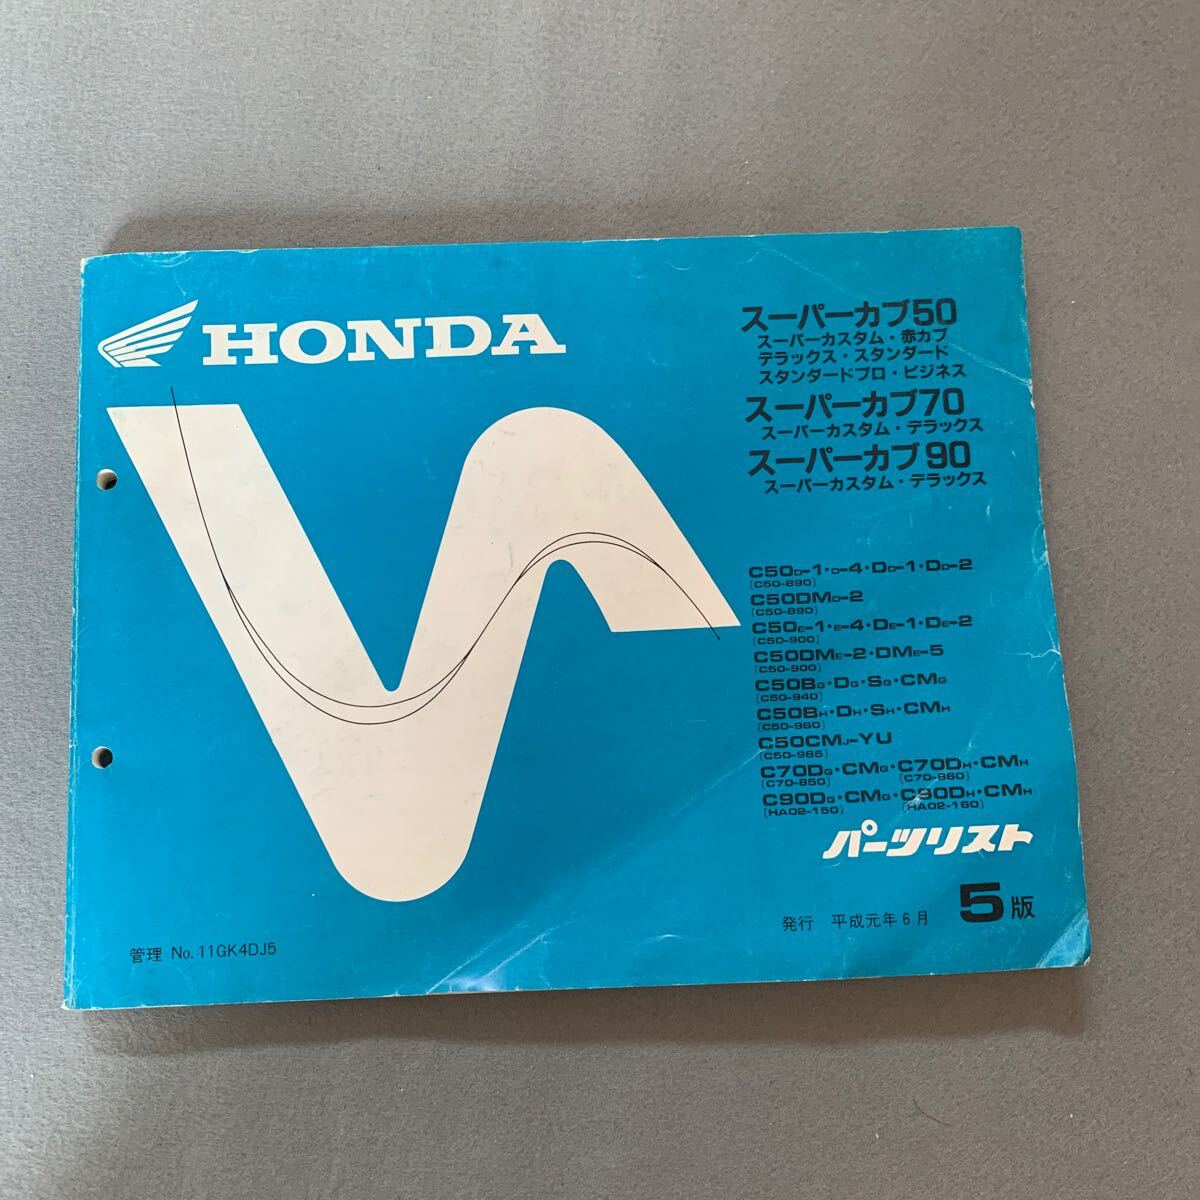 HONDA
スーパーカブ50
スーパーカスタム・赤カブ
デラックス・スタンダード
スタンダードプロ・ビジネス
スーパーカブ70
スーパーカスタム・デラックス
スーパーカブ90
スーパーカスタム・デラックス
C50D-1・D-4・DD-1・DD-2
(C50-890)
C50DMD-2
(C50-890)
C50E-1・E-4・DE-1・DE-2
(C50-900)
C50DME-2・DME-5
(C50-900)
C50BG・DG・SG・CMG
(C50-940)
C50BH・DH・SH・CMH
(C50-960)
C50CMJ-YU
(C50-965)
C70DG・CMG・C70DH・CMH
(C70-850) (C70-860)
C90DG・CMG・C90DH・CMH
(HA02-150) (HA02-160)
パーツリスト
発行 平成元年6月 5版
管理 No. 11GK4DJ5